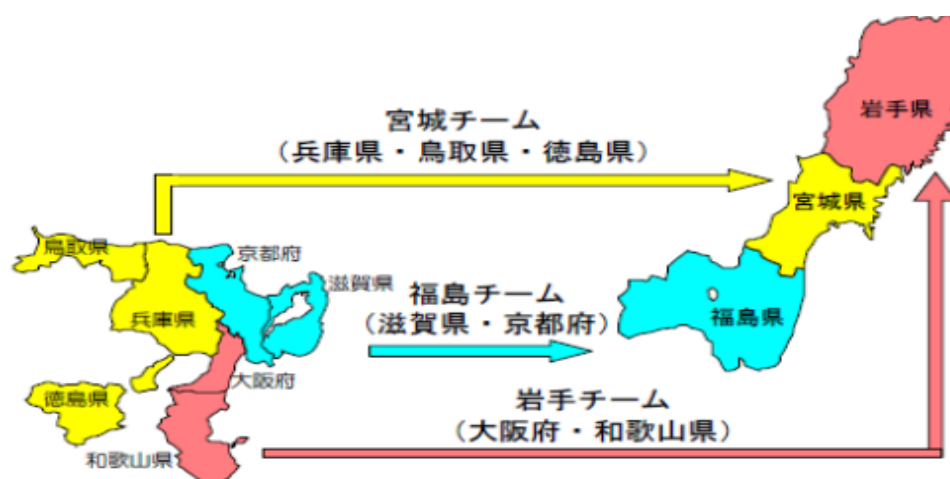 岩手県
宮城チーム
（兵庫県・鳥取県・徳島県）
宮城県
鳥取県
京都府
滋賀県
福島チーム
（滋賀県・京都府）
兵庫県
福島県
大阪府
徳島県
岩手チーム
（大阪府・和歌山県）
和歌山県